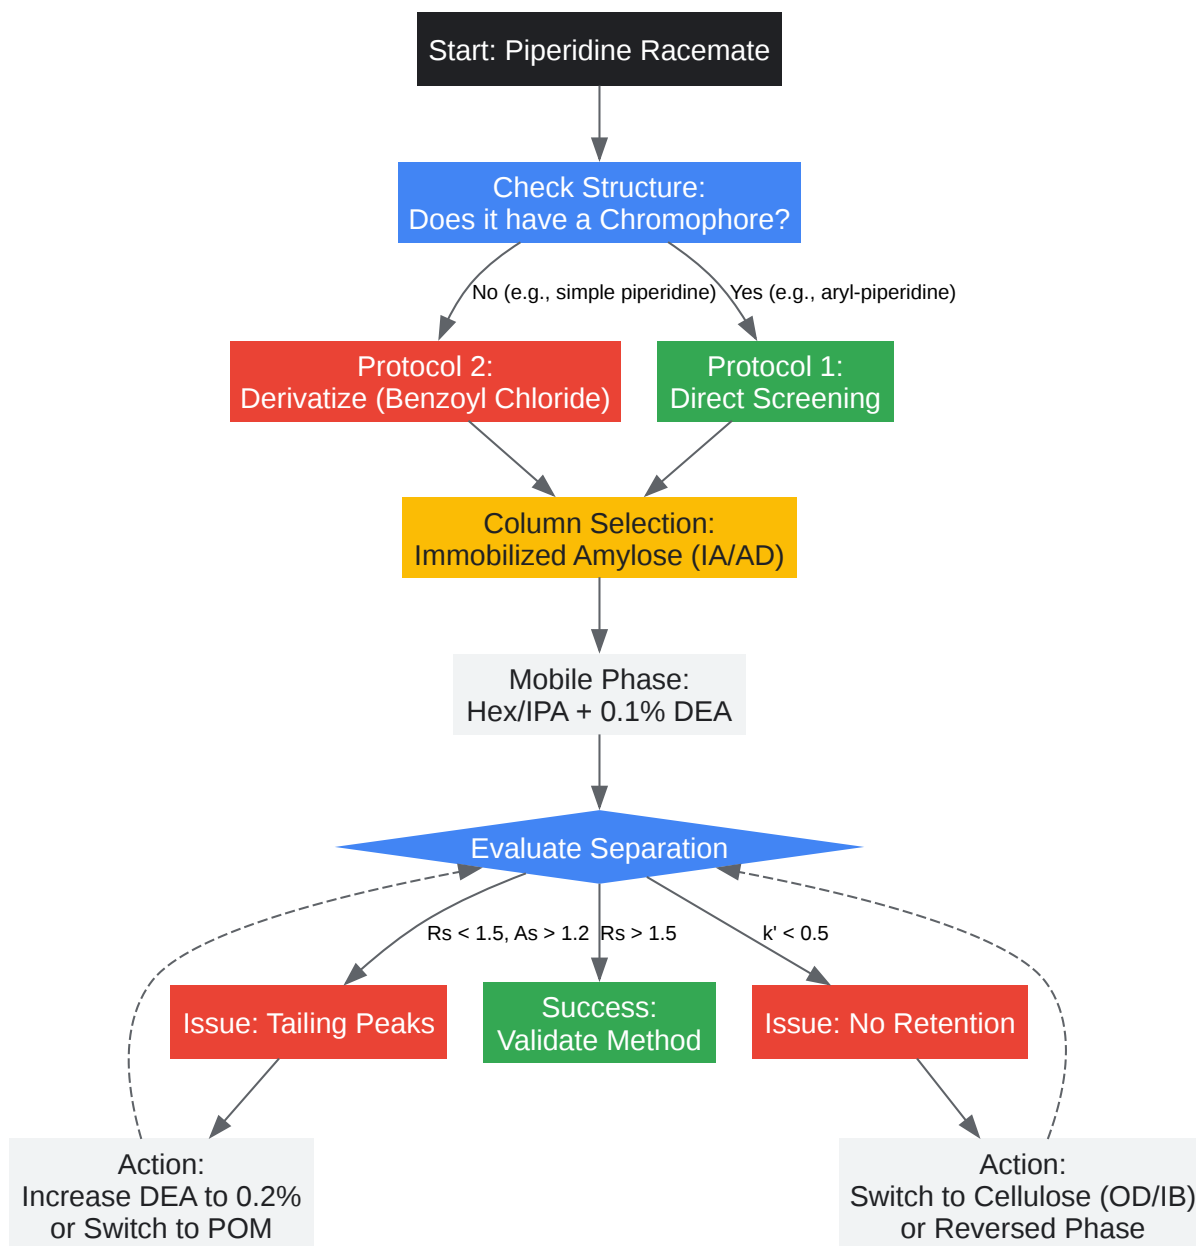 Start: Piperidine Racemate
Check Structure:
Does it have a Chromophore?
No (e.g., simple piperidine)
Yes (e.g., aryl-piperidine)
Protocol 2:
Derivatize (Benzoyl Chloride)
Protocol 1:
Direct Screening
Column Selection:
Immobilized Amylose (IA/AD)
Mobile Phase:
Hex/IPA + 0.1% DEA
Evaluate Separation
Rs < 1.5, As > 1.2
Rs > 1.5
k' < 0.5
Issue: Tailing Peaks
Success:
Validate Method
Issue: No Retention
Action:
Increase DEA to 0.2%
or Switch to POM
Action:
Switch to Cellulose (OD/IB)
or Reversed Phase